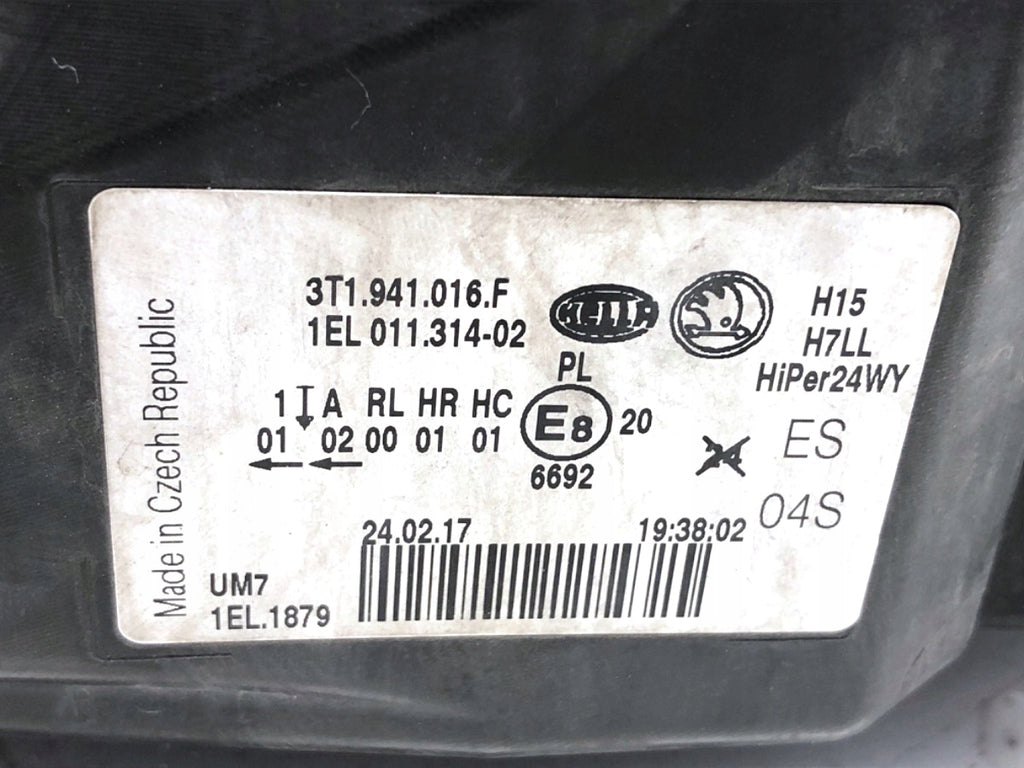 3T1.941.016.F
1EL 011.314-02
HELLA
H15
H7LL
HiPer24WY
PL
1 A RL HR HC
01 02 00 01 01
E8
20
6692
24
ES
04S
24.02.17 19:38:02
UM7
1EL.1879
Made in Czech Republic